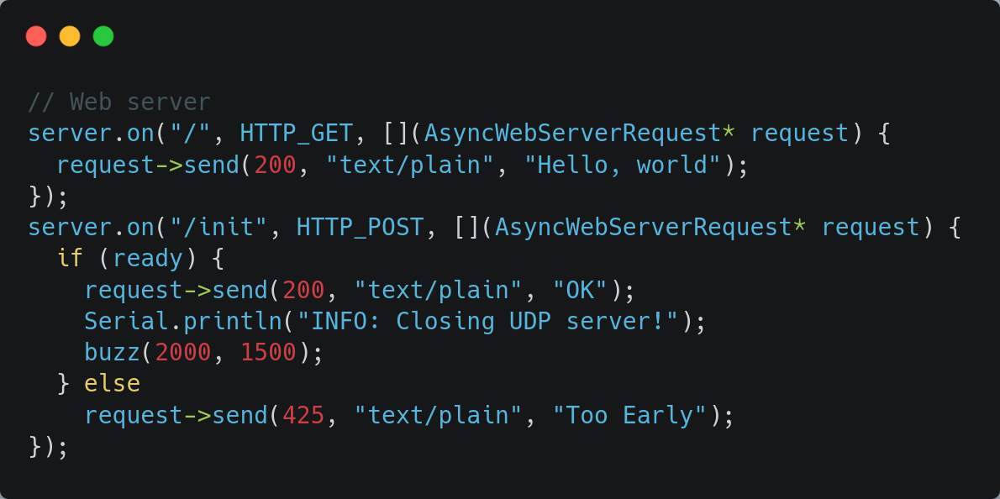 // Web server
server.on("/", HTTP_GET, [](AsyncWebServerRequest* request) {
  request->send(200, "text/plain", "Hello, world");
});
server.on("/init", HTTP_POST, [](AsyncWebServerRequest* request) {
  if (ready) {
    request->send(200, "text/plain", "OK");
    Serial.println("INFO: Closing UDP server!");
    buzz(2000, 1500);
  } else
    request->send(425, "text/plain", "Too Early");
});